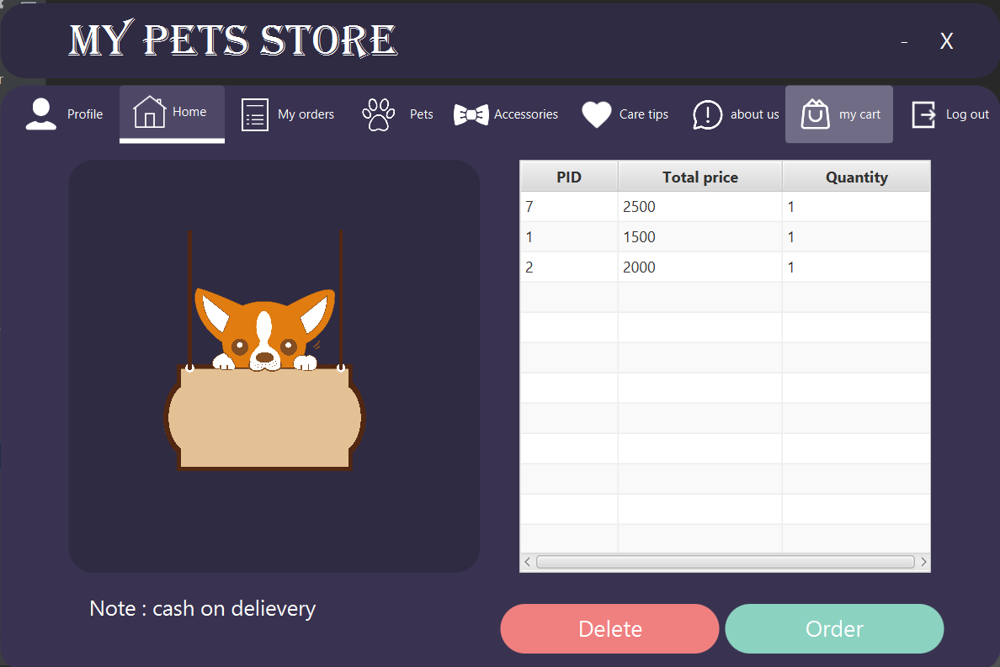 MY PETS STORE
- X
Profile Home My orders Pets Accessories Care tips about us my cart Log out
PID Total price Quantity
7 2500 1
1 1500 1
2 2000 1
Note : cash on delievery
Delete Order